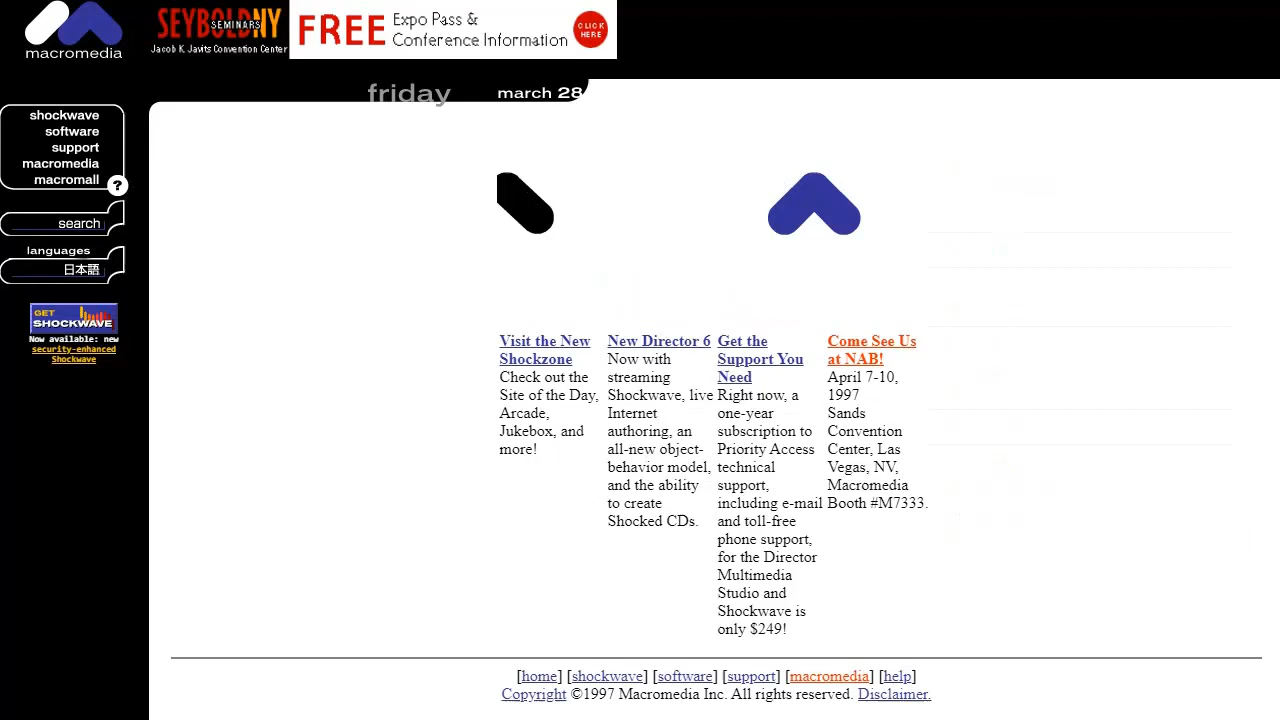 macromedia
SEYBOLD NY
SEMINARS
Jacob K. Javits Convention Center
FREE
Expo Pass &
Conference Information
CLICK
HERE
friday
march 28
shockwave
software
support
macromedia
macromall
?
search
languages
日本語
GET
SHOCKWAVE
Now available: new
security-enhanced
Shockwave
Visit the New
Shockzone
Check out the
Site of the Day,
Arcade,
Jukebox, and
more!
New Director 6
Now with
streaming
Shockwave, live
Internet
authoring, an
all-new object-
behavior model,
and the ability
to create
Shocked CDs.
Get the
Support You
Need
Right now, a
one-year
subscription to
Priority Access
technical
support,
including e-mail
and toll-free
phone support,
for the Director
Multimedia
Studio and
Shockwave is
only $249!
Come See Us
at NAB!
April 7-10,
1997
Sands
Convention
Center, Las
Vegas, NV,
Macromedia
Booth #M7333.
[home] [shockwave] [software] [support] [macromedia] [help]
Copyright ©1997 Macromedia Inc. All rights reserved. Disclaimer.